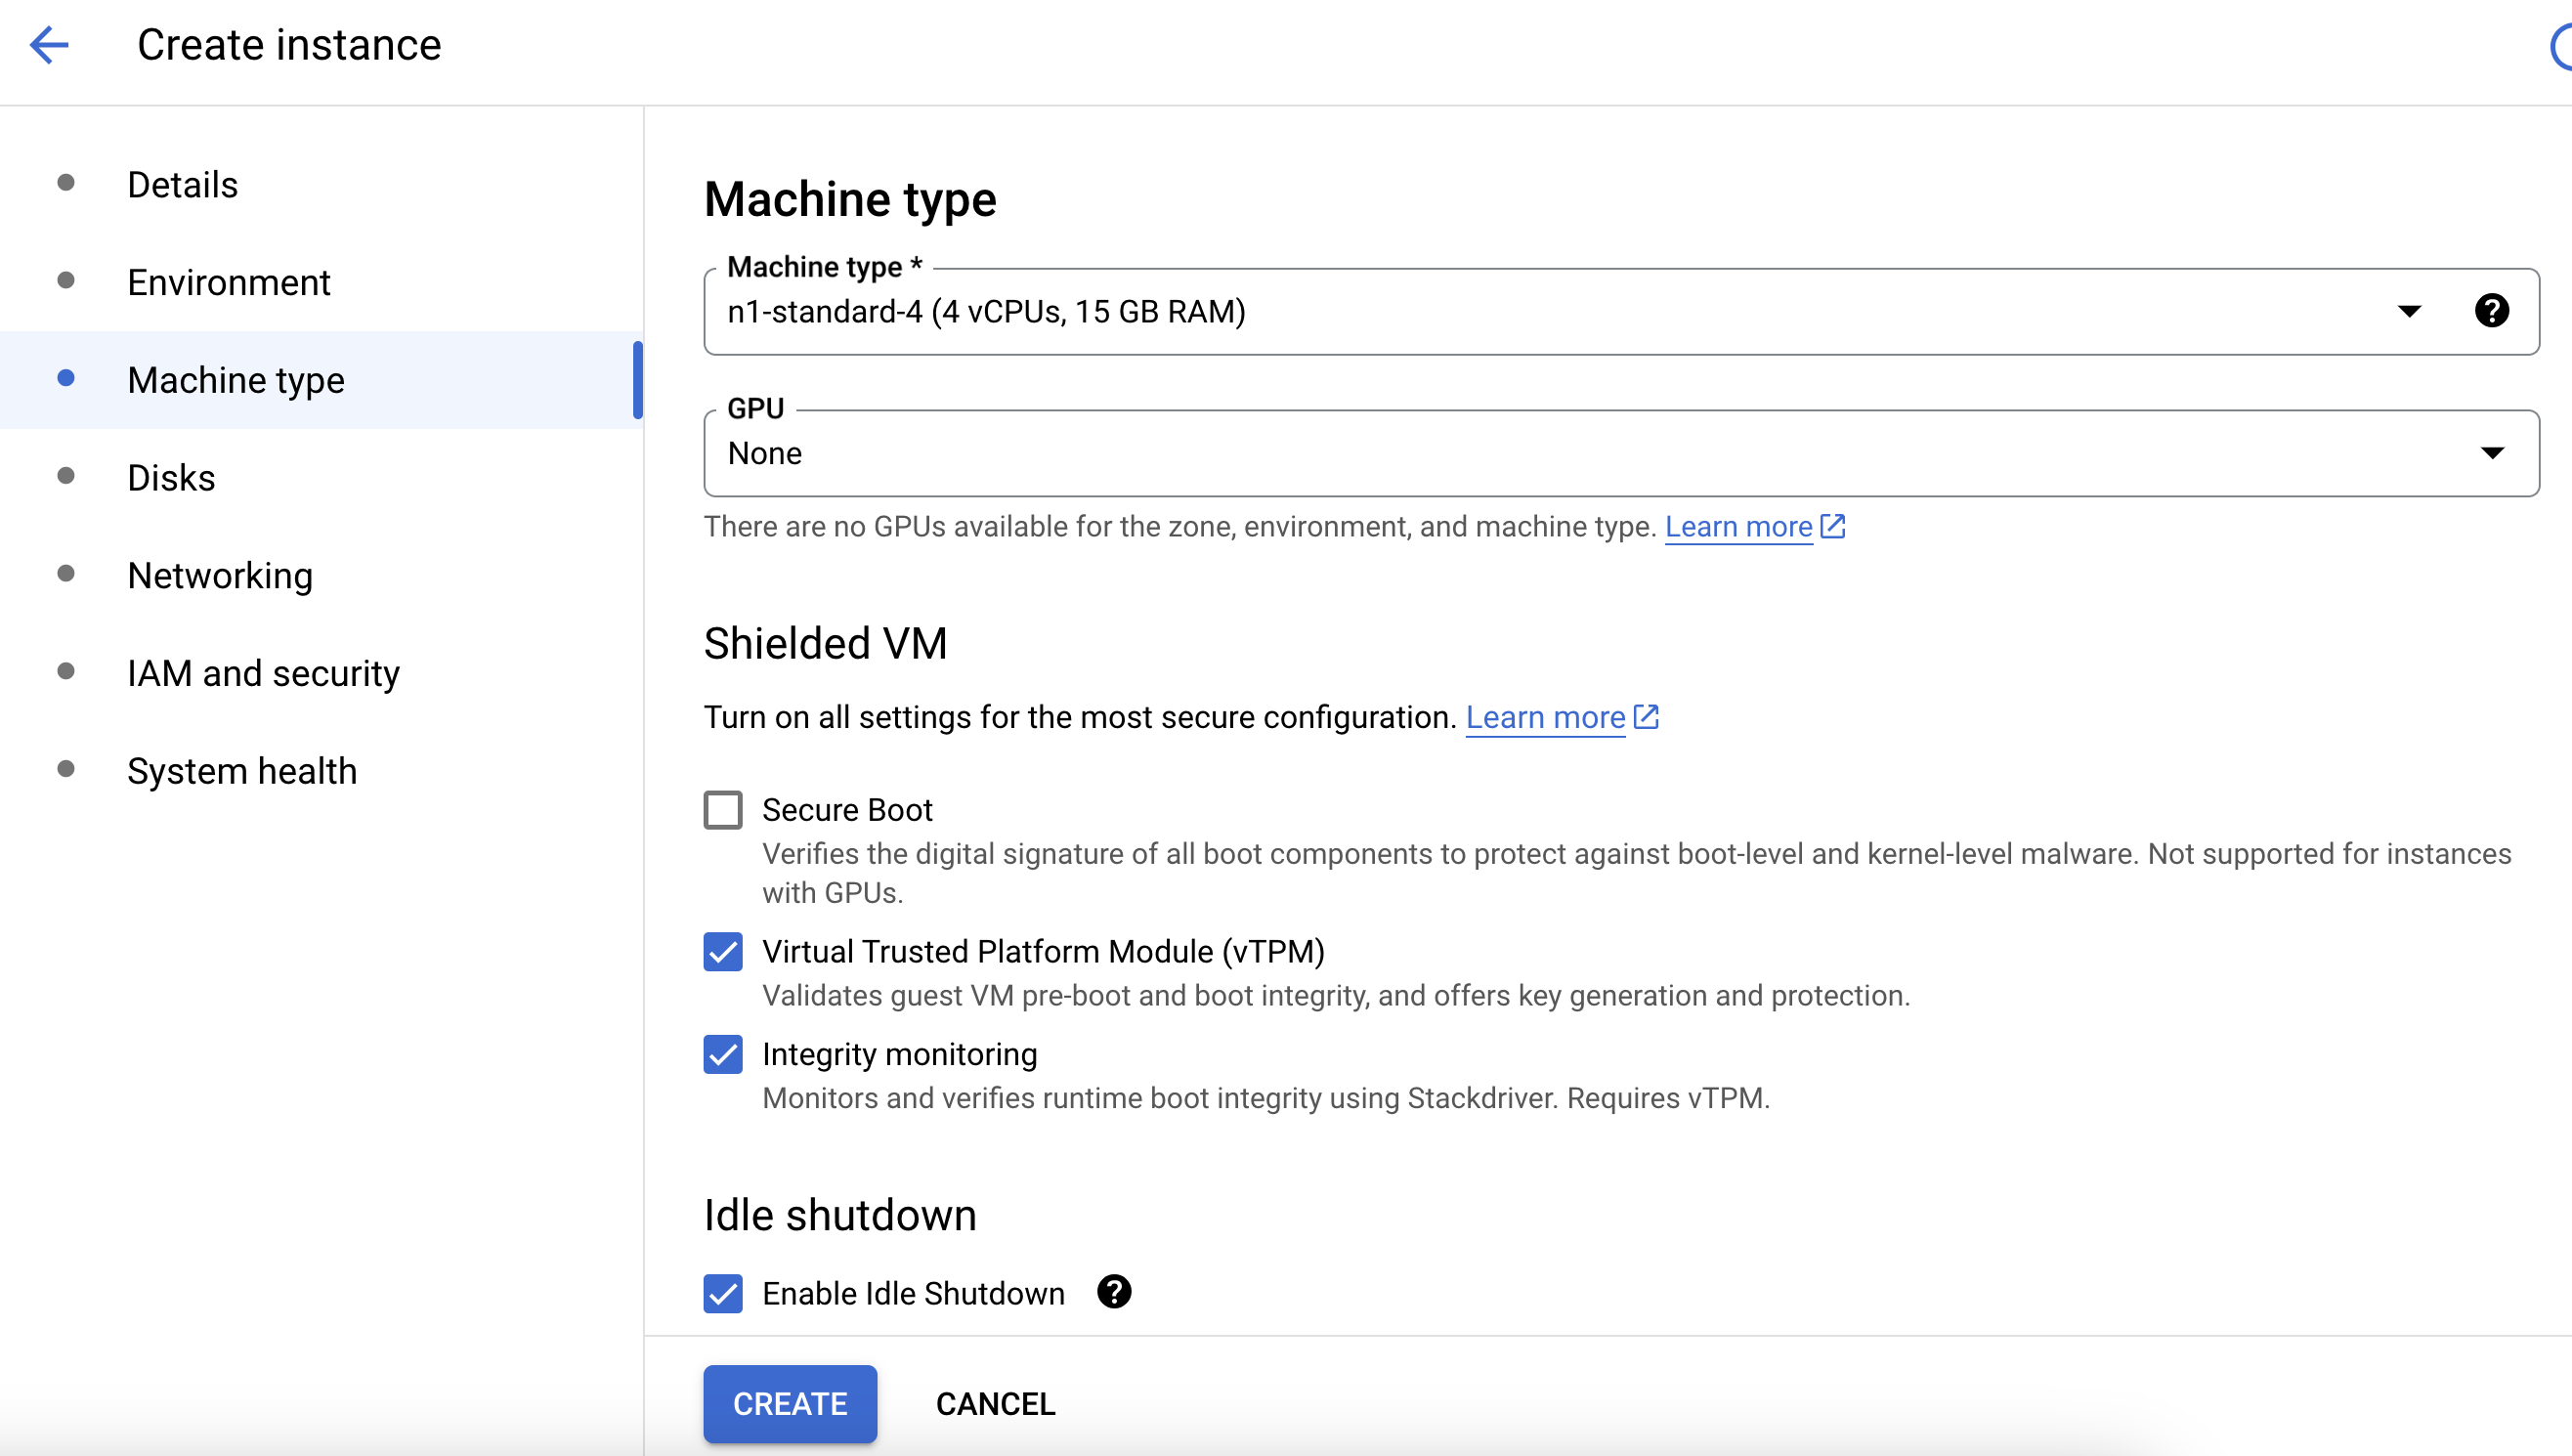 Create instance
Details
Environment
Machine type
Disks
Networking
IAM and security
System health
Machine type
Machine type *
n1-standard-4 (4 vCPUs, 15 GB RAM)
GPU
None
There are no GPUs available for the zone, environment, and machine type. Learn more
Shielded VM
Turn on all settings for the most secure configuration. Learn more
Secure Boot
Verifies the digital signature of all boot components to protect against boot-level and kernel-level malware. Not supported for instances
with GPUs.
Virtual Trusted Platform Module (vTPM)
Validates guest VM pre-boot and boot integrity, and offers key generation and protection.
Integrity monitoring
Monitors and verifies runtime boot integrity using Stackdriver. Requires vTPM.
Idle shutdown
Enable Idle Shutdown
CREATE CANCEL